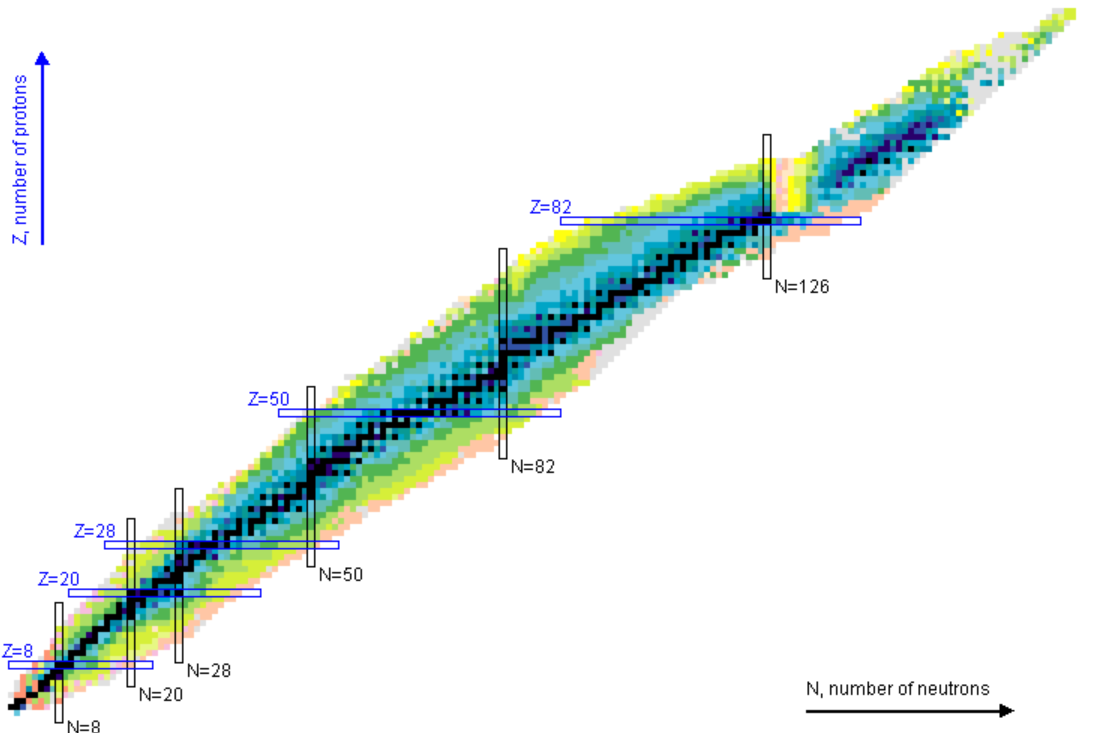 Z, number of protons
Z=82
N=126
Z=50
N=82
Z=28
N=50
Z=20
Z=8
N=28
N=20
N=8
N, number of neutrons